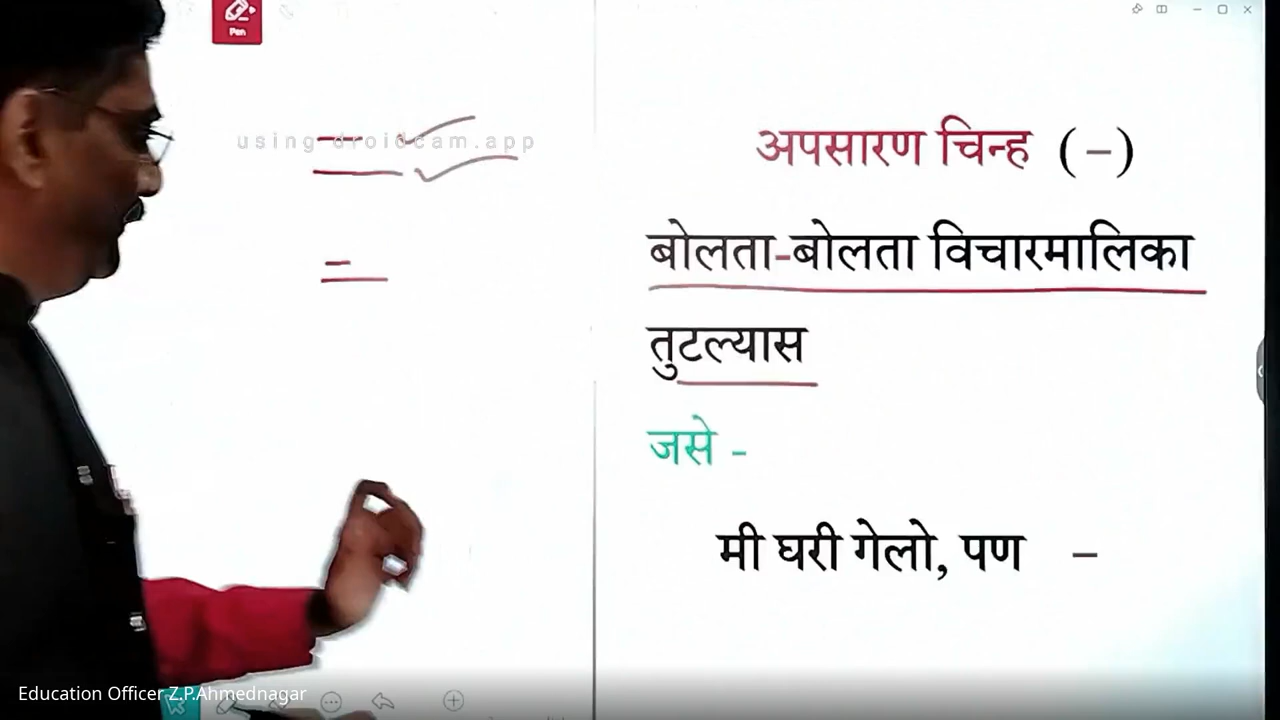 Pen
using droidcam.app
अपसारण चिन्ह (–)
बोलता-बोलता विचारमालिका
तुटल्यास
जसे -
मी घरी गेलो, पण –
Education Officer Z.P.Ahmednagar